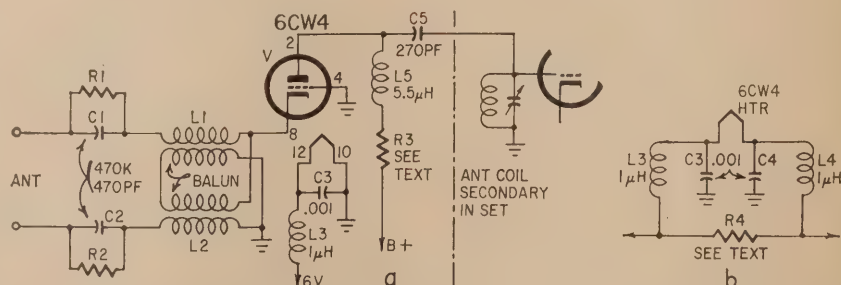 6CW4
2
V
4
8
R1
C1
ANT
470K
470PF
C2
R2
L1
BALUN
L2
12 10
C3
.001
L3
1µH
6V
C5
270PF
L5
5.5µH
R3
SEE
TEXT
B+
a
ANT COIL
SECONDARY
IN SET
6CW4
HTR
L3
1µH
C3 .001 C4
L4
1µH
R4
SEE TEXT
b